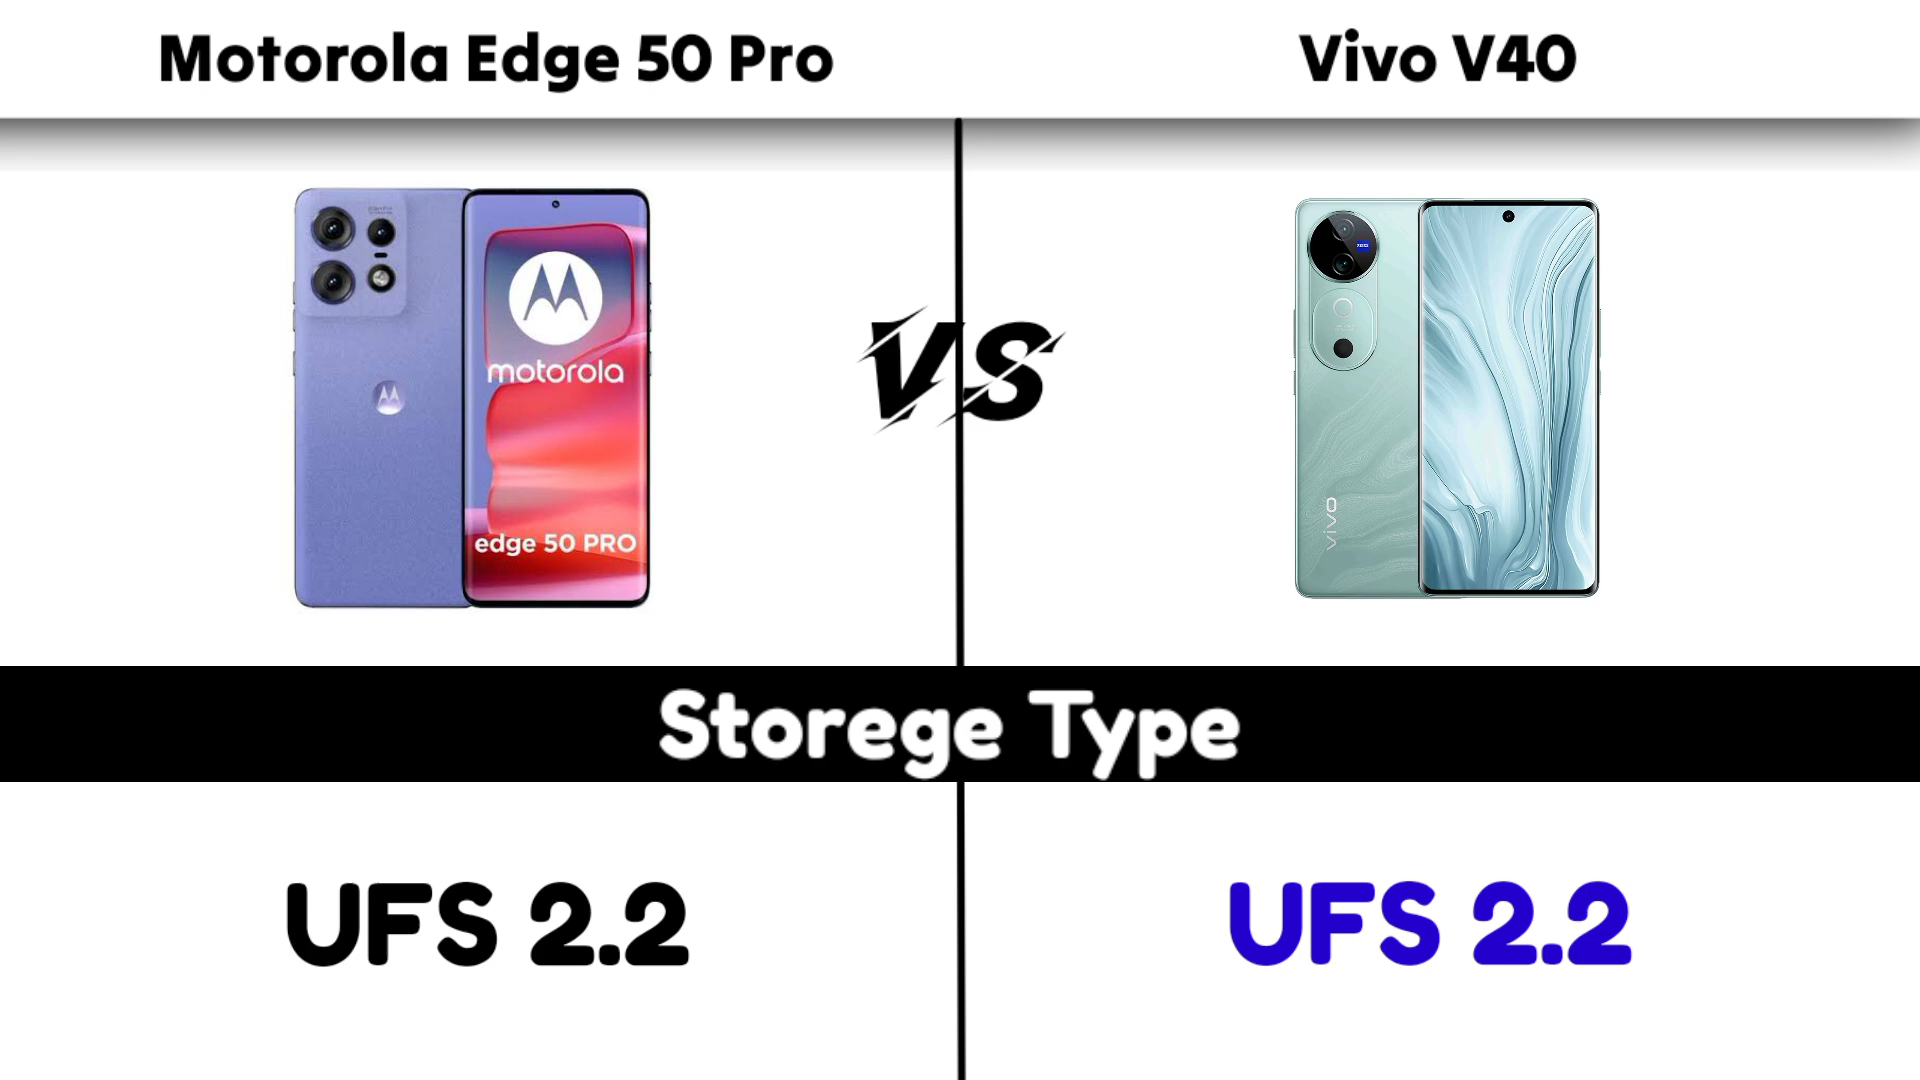 Motorola Edge 50 Pro
Vivo V40
motorola
edge 50 PRO
VS
ZEISS
vivo
Storege Type
UFS 2.2
UFS 2.2